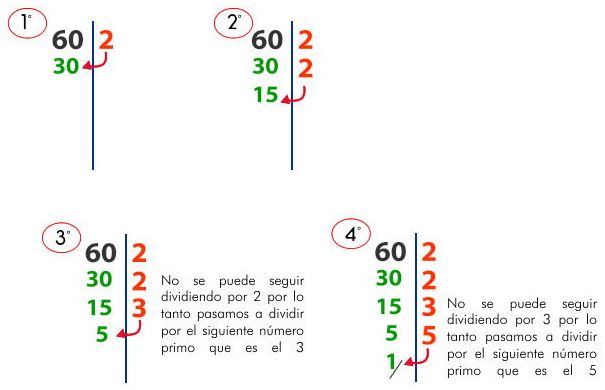 1°
60 2
30
2°
60 2
30 2
15
3°
60 2
30 2
15 3
5
No se puede seguir
dividiendo por 2 por lo
tanto pasamos a dividir
por el siguiente número
primo que es el 3
4°
60 2
30 2
15 3
5 5
1
No se puede seguir
dividiendo por 3 por lo
tanto pasamos a dividir
por el siguiente número
primo que es el 5